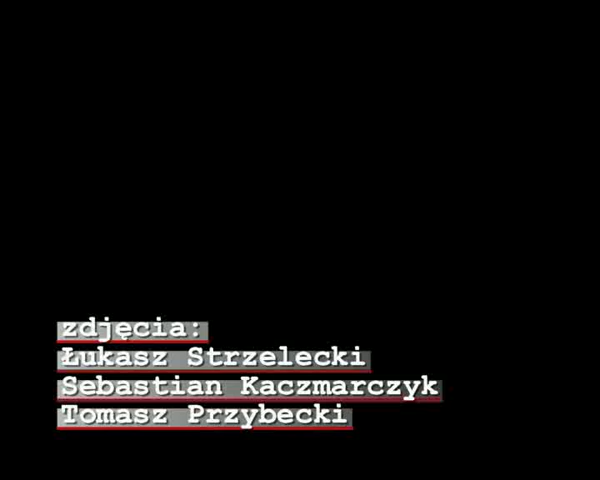 zdjęcia:
Łukasz Strzelecki
Sebastian Kaczmarczyk
Tomasz Przybecki